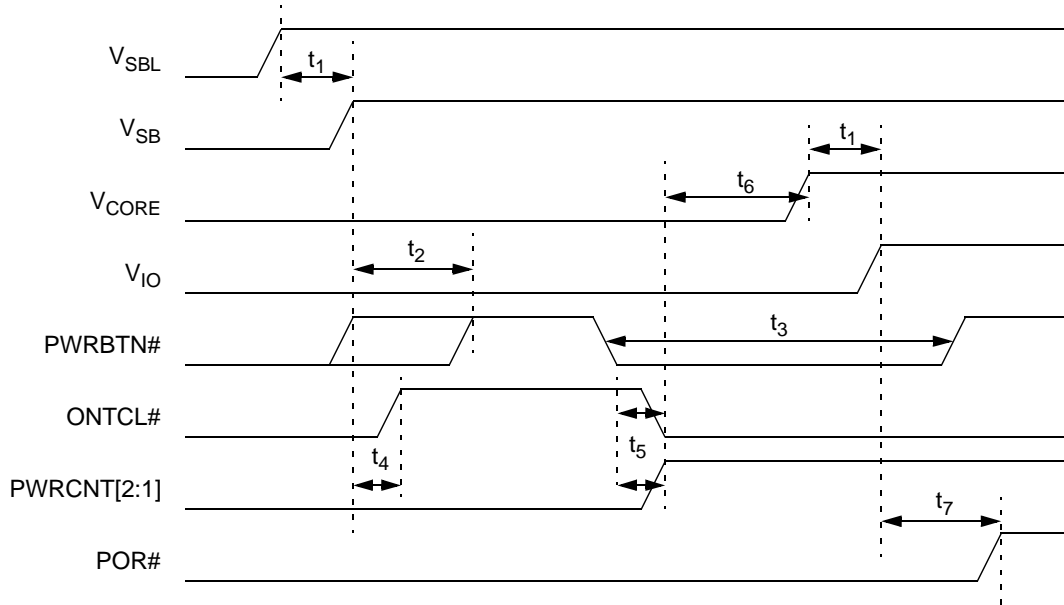 V_SBL
t_1
V_SB
t_1
V_CORE
t_6
V_IO
t_2
PWRBTN#
t_3
ONTCL#
t_4
t_5
PWRCNT[2:1]
t_7
POR#